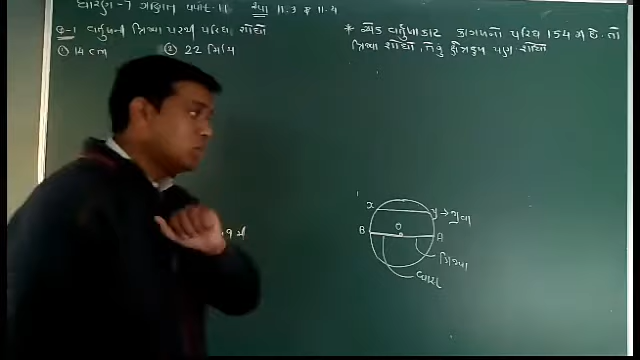 ધોરણ-7 ગણિત પાઠ-11 સ્વા 11.3 & 11.4
Q-1 વર્તુળની ત્રિજ્યા પરથી પરિઘ શોધો
① 14 cm ② 22 મિમિ
* એક વર્તુળાકાર કાગળનો પરિઘ 154 મી છે. તો
ત્રિજ્યા શોધો, તેનું ક્ષેત્રફળ પણ શોધો
x
y → જીવા
B O A
ત્રિજ્યા
વ્યાસ